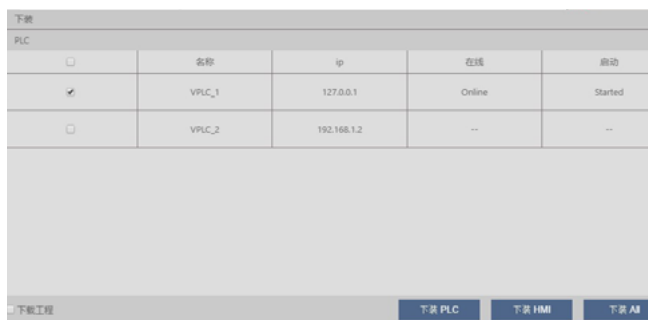 下装
PLC
名称 ip 在线 启动
VPLC_1 127.0.0.1 Online Started
VPLC_2 192.168.1.2 -- --
下载工程 下装 PLC 下装 HMI 下装 All